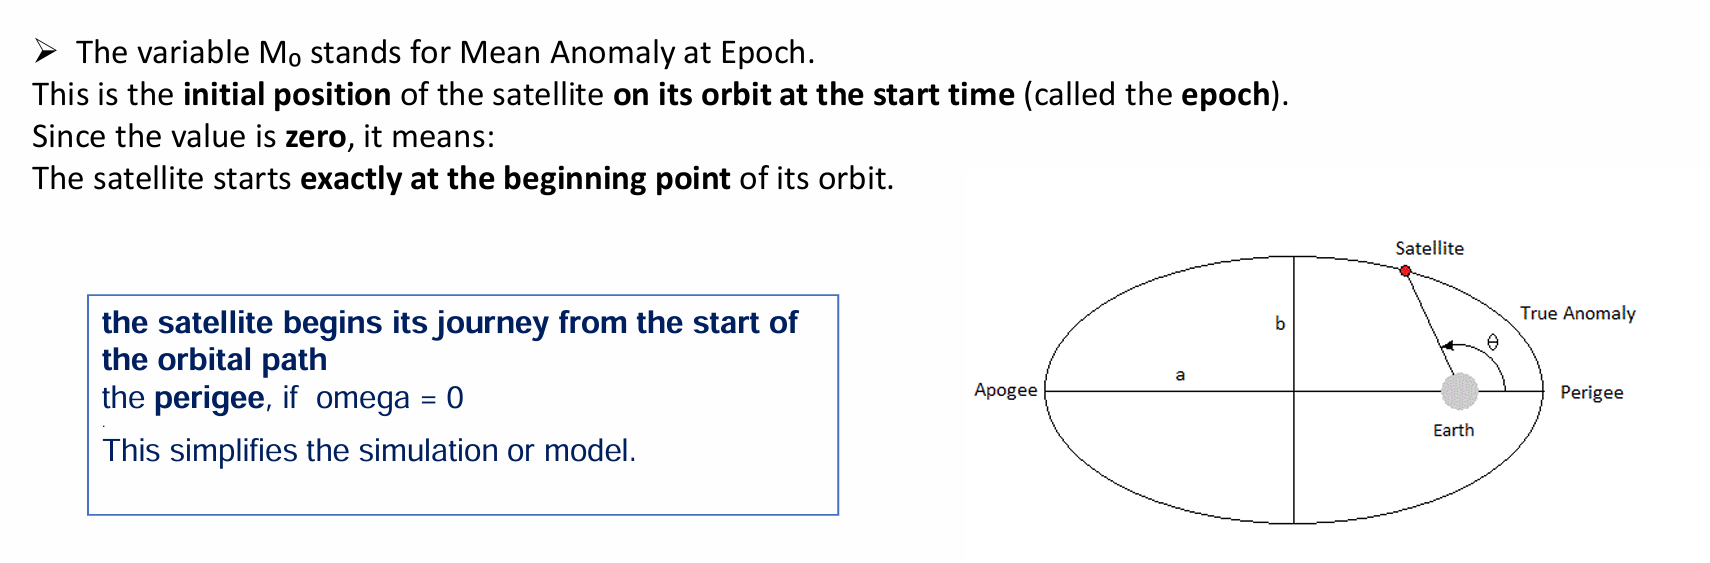 ➢ The variable M₀ stands for Mean Anomaly at Epoch.
This is the initial position of the satellite on its orbit at the start time (called the epoch).
Since the value is zero, it means:
The satellite starts exactly at the beginning point of its orbit.
the satellite begins its journey from the start of
the orbital path
the perigee, if omega = 0
.
This simplifies the simulation or model.
Satellite
True Anomaly
b
θ
a
Apogee
Perigee
Earth